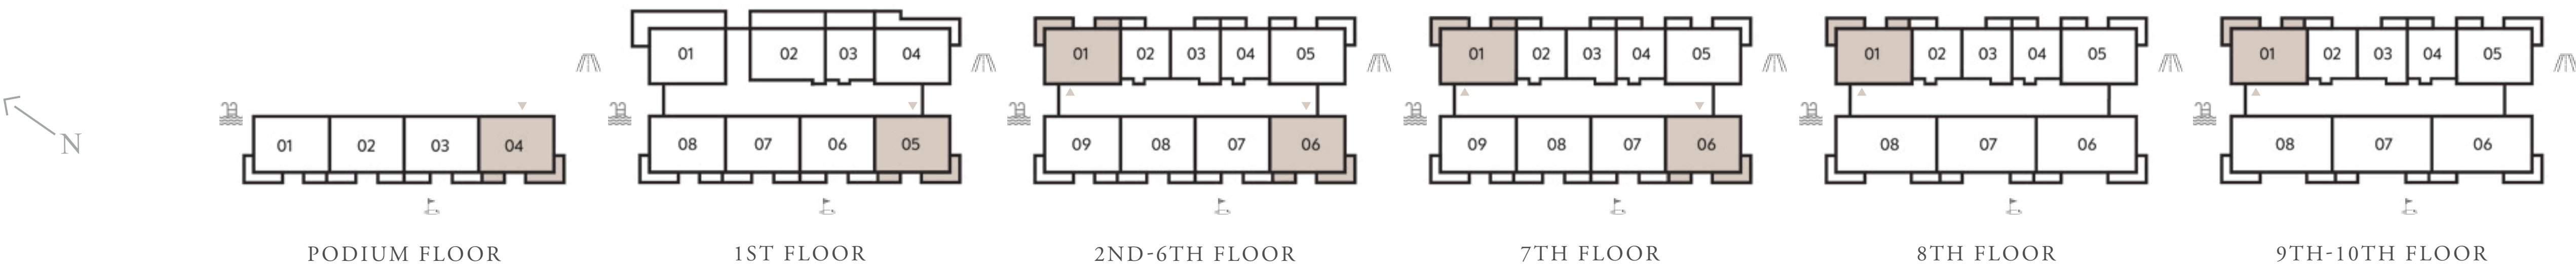 N
01 02 03 04
PODIUM FLOOR
01 02 03 04
08 07 06 05
1ST FLOOR
01 02 03 04 05
09 08 07 06
2ND-6TH FLOOR
01 02 03 04 05
09 08 07 06
7TH FLOOR
01 02 03 04 05
08 07 06
8TH FLOOR
01 02 03 04 05
08 07 06
9TH-10TH FLOOR